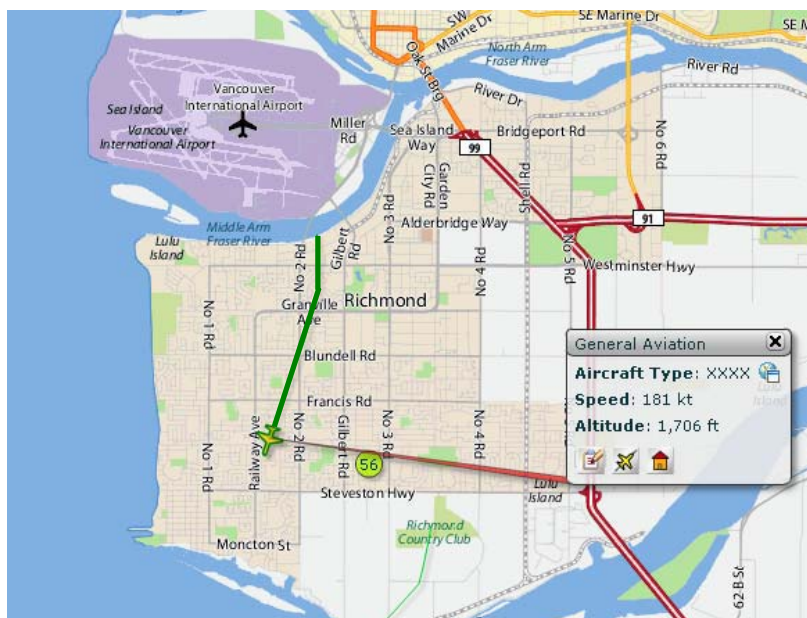 SE Marine Dr
SW
Marine Dr
North Arm
Fraser River
River Rd
Oak St Brg
Vancouver
International Airport
Sea Island
Vancouver
International Airport
Miller
Rd
River Dr
Sea Island
Way
Bridgeport Rd
99
No 6 Rd
Garden
City Rd
Shell Rd
No 3 Rd
Middle Arm
Fraser River
Alderbridge Way
91
Lulu
Island
No 2 Rd
Gilbert
Rd
No 4 Rd
No 5 Rd
Westminster Hwy
No 1 Rd
Granville
Ave
Richmond
Blundell Rd
General Aviation
Aircraft Type: XXXX
Speed: 181 kt
Altitude: 1,706 ft
Lulu
Island
Francis Rd
Railway Ave
No 2 Rd
Gilbert Rd
No 3 Rd
No 4 Rd
No 1 Rd
56
Steveston Hwy
Lulu
Island
Richmond
Country Club
Moncton St
62 B St